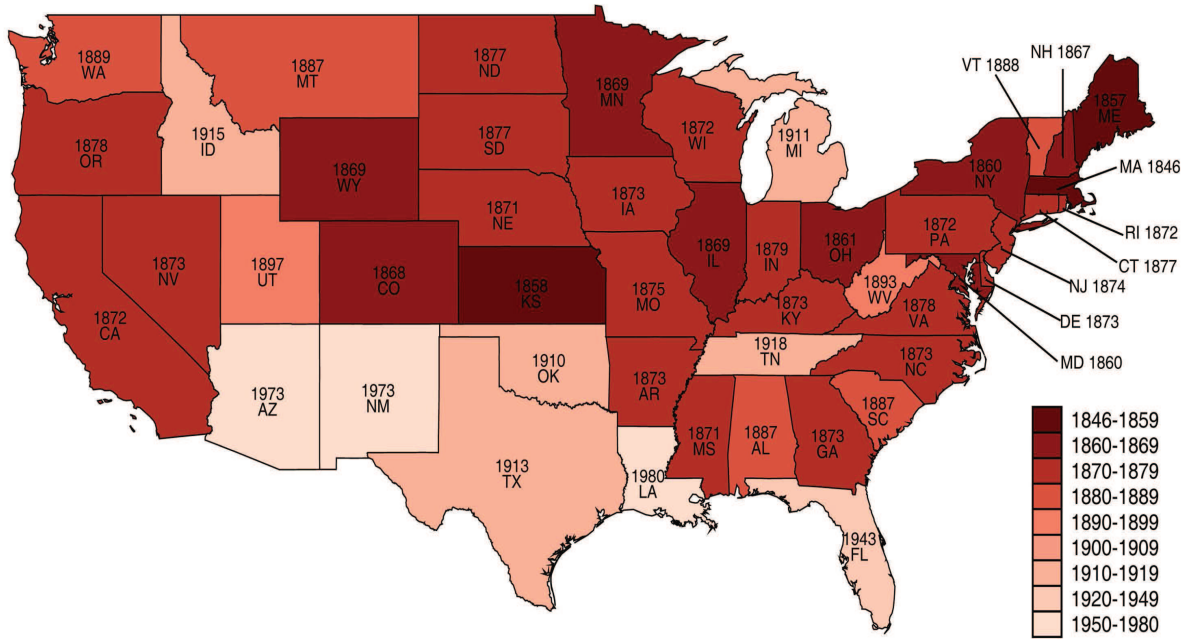 1889
WA
1887
MT
1877
ND
1869
MN
NH 1867
VT 1888
1857
ME
1878
OR
1915
ID
1869
WY
1877
SD
1872
WI
1911
MI
1860
NY
MA 1846
1873
NV
1897
UT
1868
CO
1871
NE
1873
IA
1869
IL
1879
IN
1861
OH
1872
PA
RI 1872
CT 1877
NJ 1874
DE 1873
MD 1860
1872
CA
1858
KS
1875
MO
1873
KY
1893
WV
1878
VA
1973
AZ
1973
NM
1910
OK
1873
AR
1918
TN
1873
NC
1913
TX
1980
LA
1871
MS
1887
AL
1873
GA
1887
SC
1943
FL
1846-1859
1860-1869
1870-1879
1880-1889
1890-1899
1900-1909
1910-1919
1920-1949
1950-1980